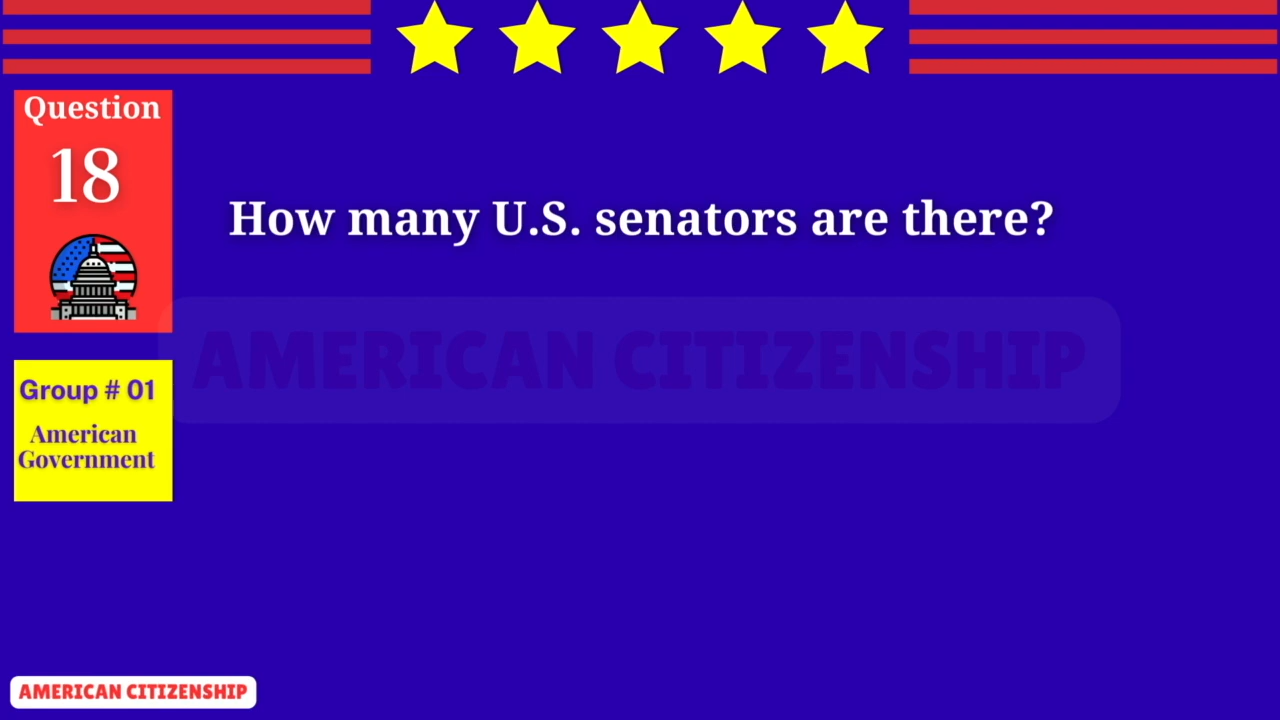 Question
18
How many U.S. senators are there?
AMERICAN CITIZENSHIP
Group # 01
American
Government
AMERICAN CITIZENSHIP